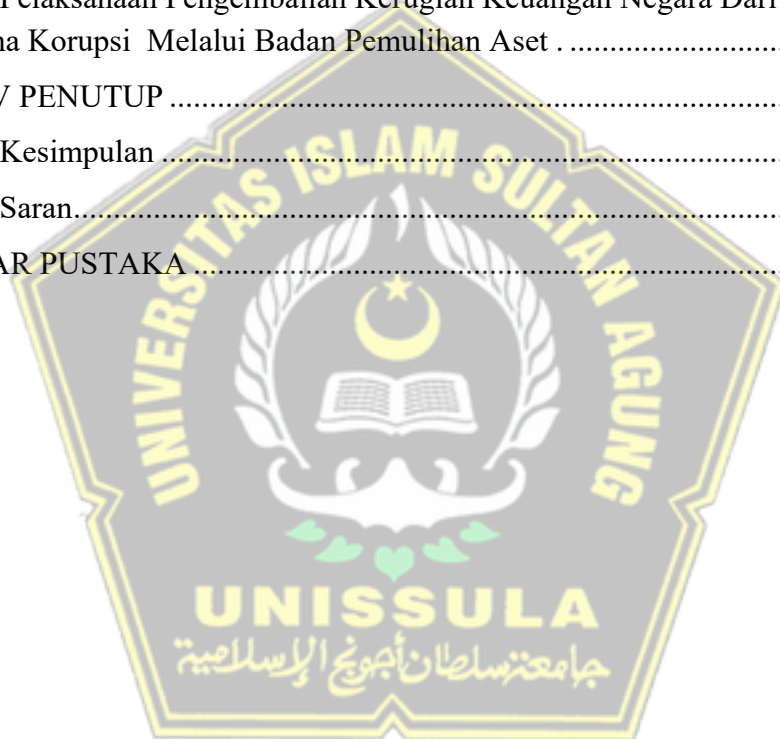 Pelaksanaan Pengembalian Kerugian Keuangan Negara Dari
na Korupsi Melalui Badan Pemulihan Aset . ........................................
V PENUTUP ........................................................................................
Kesimpulan .........................................................................................
Saran....................................................................................................
AR PUSTAKA ....................................................................................
UNIVERSITAS ISLAM SULTAN AGUNG
UNISSULA
جامعة سلطان أجونج الإسلامية